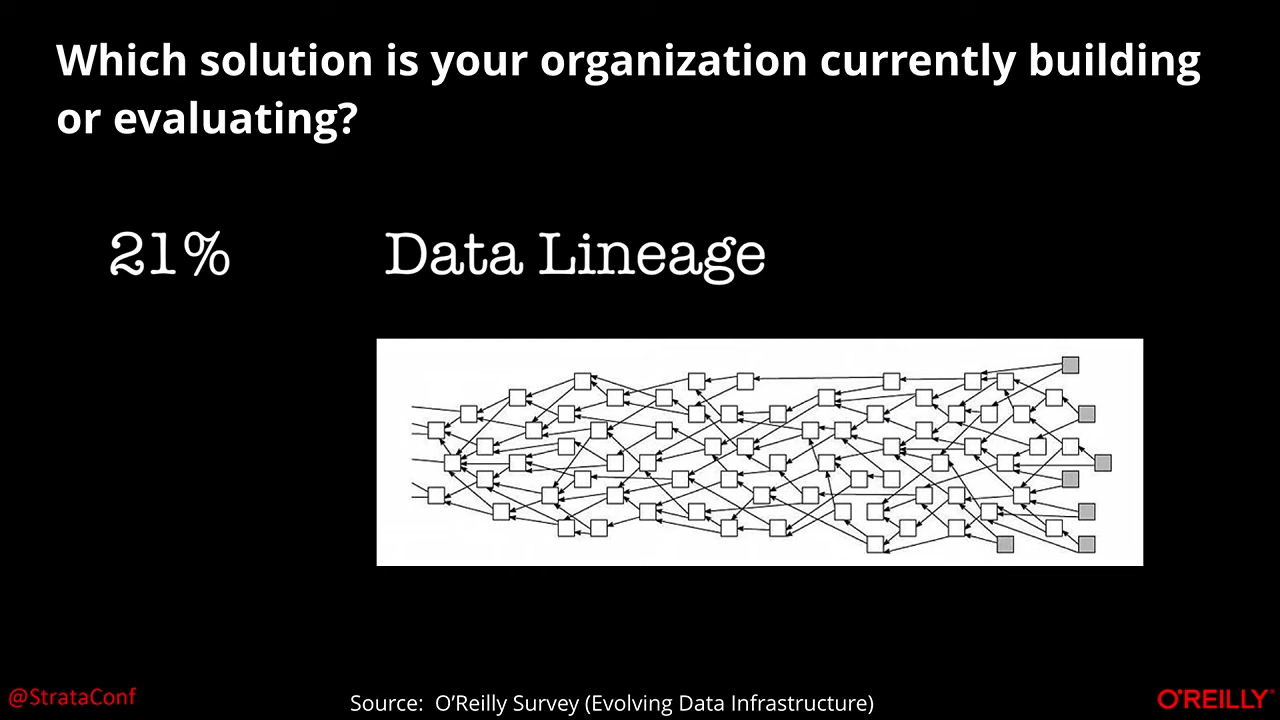 Which solution is your organization currently building
or evaluating?
21% Data Lineage
@StrataConf
Source: O’Reilly Survey (Evolving Data Infrastructure)
O'REILLY®